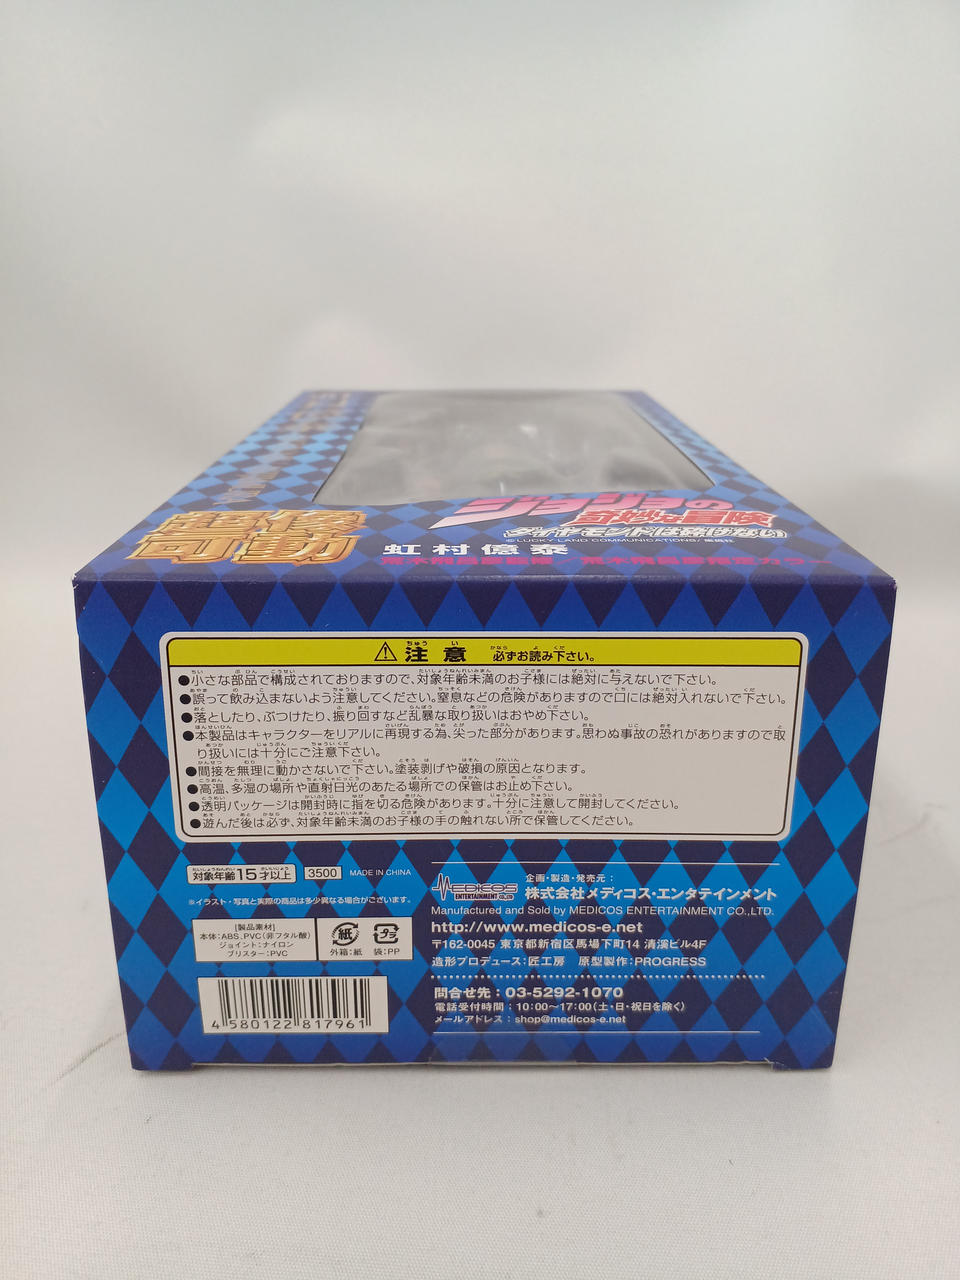 超像
可動
ジョジョの
奇妙な冒険
ダイヤモンドは砕けない
©LUCKY LAND COMMUNICATIONS/集英社
虹村億泰
荒木飛呂彦監修/荒木飛呂彦指定カラー
⚠注意 必ずお読み下さい。
●小さな部品で構成されておりますので、対象年齢未満のお子様には絶対に与えないで下さい。
●誤って飲み込まないよう注意してください。窒息などの危険がありますので口には絶対入れないで下さい。
●落としたり、ぶつけたり、振り回すなど乱暴な取り扱いはおやめ下さい。
●本製品はキャラクターをリアルに再現する為、尖った部分があります。思わぬ事故の恐れがありますので取
り扱いには十分にご注意下さい。
●間接を無理に動かさないで下さい。塗装剥げや破損の原因となります。
●高温、多湿の場所や直射日光のあたる場所での保管はお止め下さい。
●透明パッケージは開封時に指を切る危険があります。十分に注意して開封してください。
●遊んだ後は必ず、対象年齢未満のお子様の手の触れない所で保管してください。
対象年齢15才以上 3500 MADE IN CHINA
※イラスト・写真と実際の商品は多少異なる場合がございます。
[製品素材]
本体:ABS、PVC(非フタル酸)
ジョイント:ナイロン
ブリスター:PVC
紙
外箱:紙
プラ
袋:PP
4 580122 817961
MEDICOS
ENTERTAINMENT CO.,LTD
企画・製造・発売元:
株式会社メディコス・エンタテインメント
Manufactured and Sold by MEDICOS ENTERTAINMENT CO.,LTD.
http://www.medicos-e.net
〒162-0045 東京都新宿区馬場下町14 清溪ビル4F
造形プロデュース:匠工房 原型製作:PROGRESS
問合せ先:03-5292-1070
電話受付時間:10:00~17:00(土・日・祝日を除く)
メールアドレス:shop@medicos-e.net